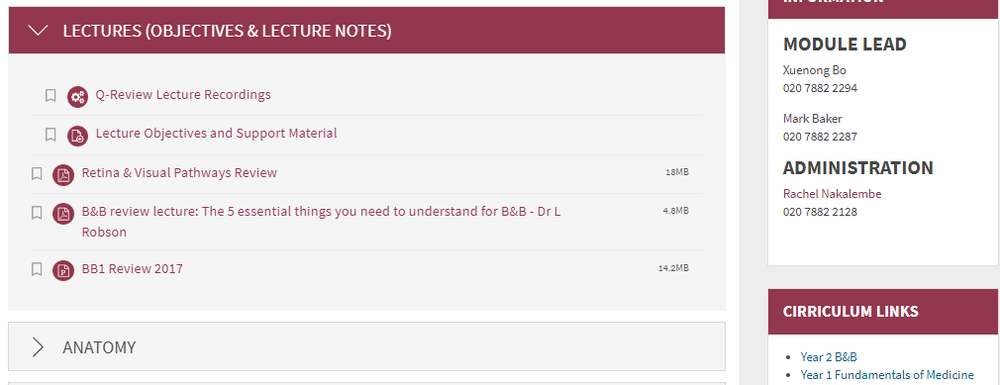 LECTURES (OBJECTIVES & LECTURE NOTES)
Q-Review Lecture Recordings
Lecture Objectives and Support Material
Retina & Visual Pathways Review
18MB
B&B review lecture: The 5 essential things you need to understand for B&B - Dr L
Robson
4.8MB
BB1 Review 2017
14.2MB
ANATOMY
INFORMATION
MODULE LEAD
Xuenong Bo
020 7882 2294
Mark Baker
020 7882 2287
ADMINISTRATION
Rachel Nakalembe
020 7882 2128
CIRRICULUM LINKS
Year 2 B&B
Year 1 Fundamentals of Medicine